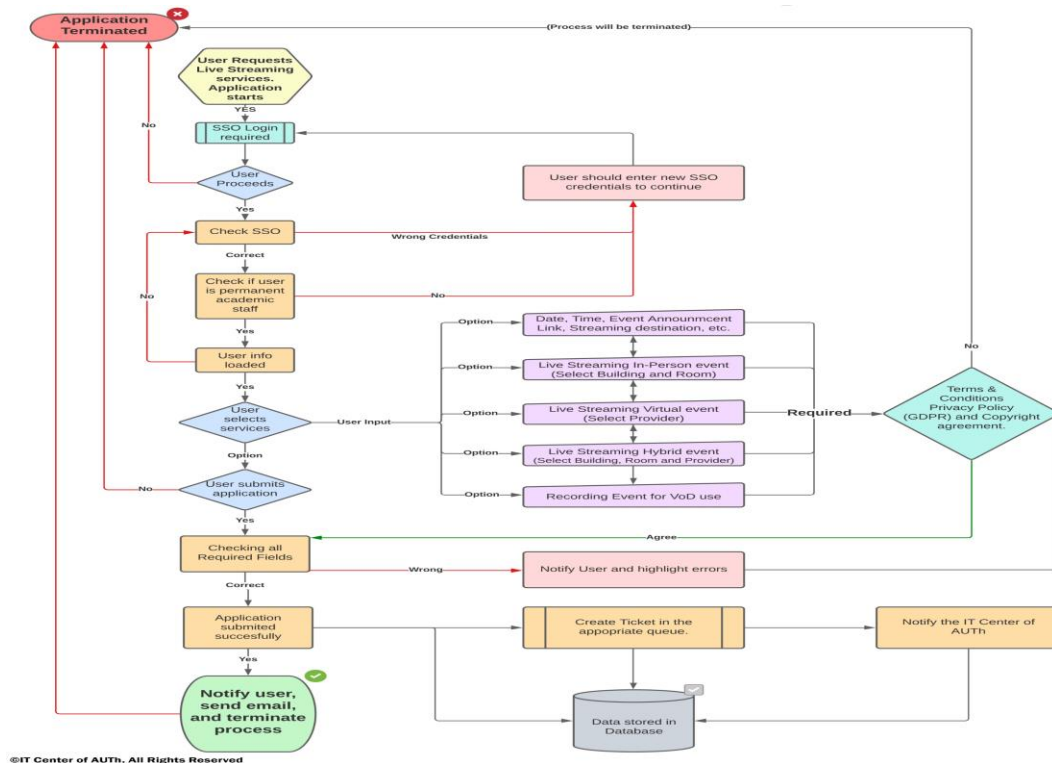 Application
Terminated
(Process will be terminated)
User Requests
Live Streaming
services.
Application
starts
YES
SSO Login
required
No
User
Proceeds
User should enter new SSO
credentials to continue
Yes
Check SSO
Wrong Credentials
Correct
Check if user
is permanent
academic
staff
No
No
Yes
User info
loaded
Yes
User
selects
services
User Input
Option
Date, Time, Event Announmcent
Link, Streaming destination, etc.
Option
Live Streaming In-Person event
(Select Building and Room)
Option
Live Streaming Virtual event
(Select Provider)
Option
Live Streaming Hybrid event
(Select Building, Room and Provider)
Option
Recording Event for VoD use
Required
No
Terms &
Conditions
Privacy Policy
(GDPR) and Copyright
agreement.
Option
User submits
application
No
Yes
Agree
Checking all
Required Fields
Wrong
Notify User and highlight errors
Correct
Application
submited
succesfully
Create Ticket in the
appopriate queue.
Notify the IT Center of
AUTh
Yes
Notify user,
send email,
and terminate
process
Data stored in
Database
©IT Center of AUTh, All Rights Reserved